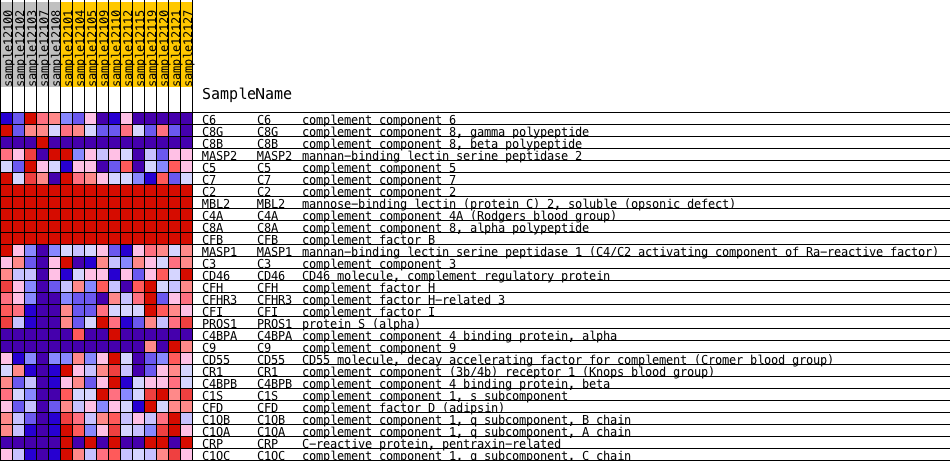 sample12100
sample12102
sample12103
sample12107
sample12108
sample12101
sample12104
sample12105
sample12109
sample12110
sample12112
sample12115
sample12119
sample12120
sample12121
sample12127
SampleName
C6 C6 complement component 6
C8G C8G complement component 8, gamma polypeptide
C8B C8B complement component 8, beta polypeptide
MASP2 MASP2 mannan-binding lectin serine peptidase 2
C5 C5 complement component 5
C7 C7 complement component 7
C2 C2 complement component 2
MBL2 MBL2 mannose-binding lectin (protein C) 2, soluble (opsonic defect)
C4A C4A complement component 4A (Rodgers blood group)
C8A C8A complement component 8, alpha polypeptide
CFB CFB complement factor B
MASP1 MASP1 mannan-binding lectin serine peptidase 1 (C4/C2 activating component of Ra-reactive factor)
C3 C3 complement component 3
CD46 CD46 CD46 molecule, complement regulatory protein
CFH CFH complement factor H
CFHR3 CFHR3 complement factor H-related 3
CFI CFI complement factor I
PROS1 PROS1 protein S (alpha)
C4BPA C4BPA complement component 4 binding protein, alpha
C9 C9 complement component 9
CD55 CD55 CD55 molecule, decay accelerating factor for complement (Cromer blood group)
CR1 CR1 complement component (3b/4b) receptor 1 (Knops blood group)
C4BPB C4BPB complement component 4 binding protein, beta
C1S C1S complement component 1, s subcomponent
CFD CFD complement factor D (adipsin)
C1QB C1QB complement component 1, q subcomponent, B chain
C1QA C1QA complement component 1, q subcomponent, A chain
CRP CRP C-reactive protein, pentraxin-related
C1QC C1QC complement component 1, q subcomponent, C chain